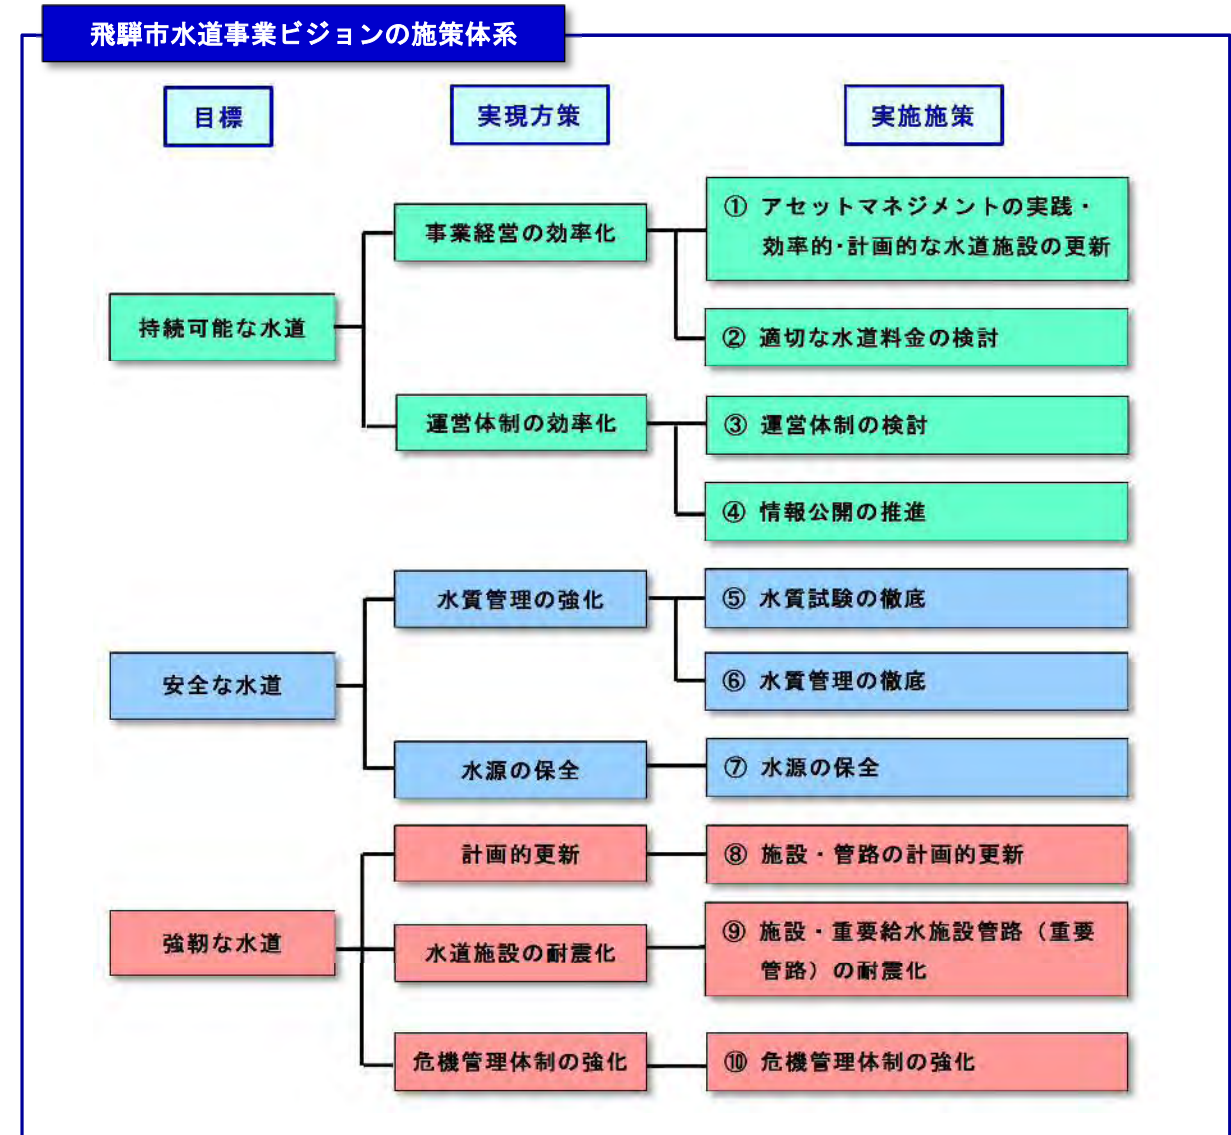 飛騨市水道事業ビジョンの施策体系
目標
実現方策
実施施策
持続可能な水道
事業経営の効率化
① アセットマネジメントの実践・
効率的・計画的な水道施設の更新
② 適切な水道料金の検討
運営体制の効率化
③ 運営体制の検討
④ 情報公開の推進
安全な水道
水質管理の強化
⑤ 水質試験の徹底
⑥ 水質管理の徹底
水源の保全
⑦ 水源の保全
強靭な水道
計画的更新
⑧ 施設・管路の計画的更新
水道施設の耐震化
⑨ 施設・重要給水施設管路（重要
管路）の耐震化
危機管理体制の強化
⑩ 危機管理体制の強化